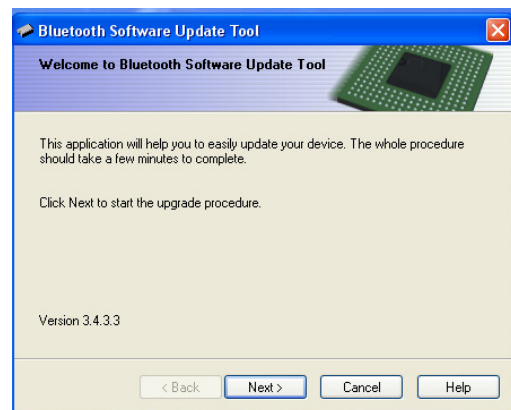 Bluetooth Software Update Tool
Welcome to Bluetooth Software Update Tool
This application will help you to easily update your device. The whole procedure
should take a few minutes to complete.
Click Next to start the upgrade procedure.
Version 3.4.3.3
< Back
Next >
Cancel
Help